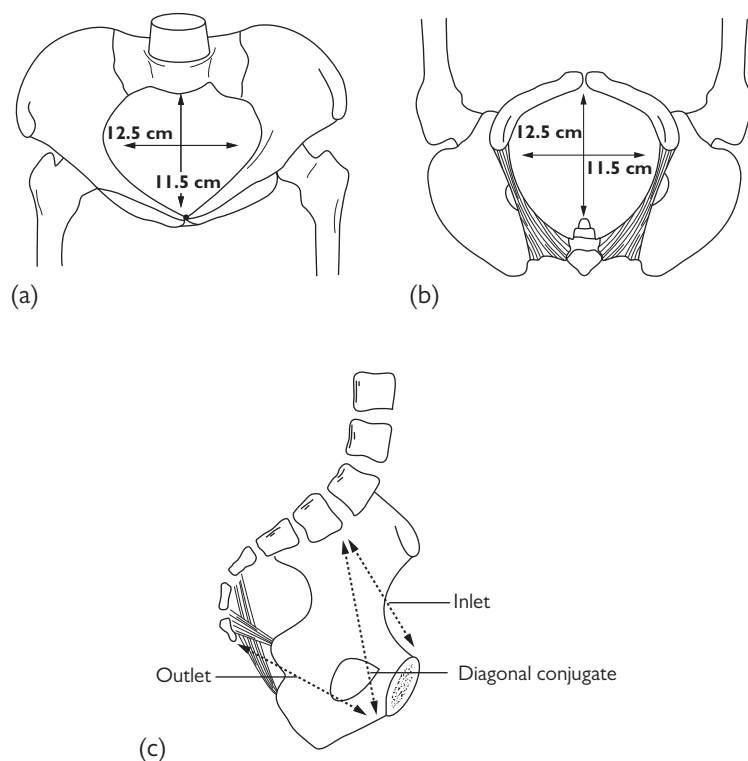 12.5 cm
11.5 cm
(a)
12.5 cm
11.5 cm
(b)
Inlet
Outlet
Diagonal conjugate
(c)